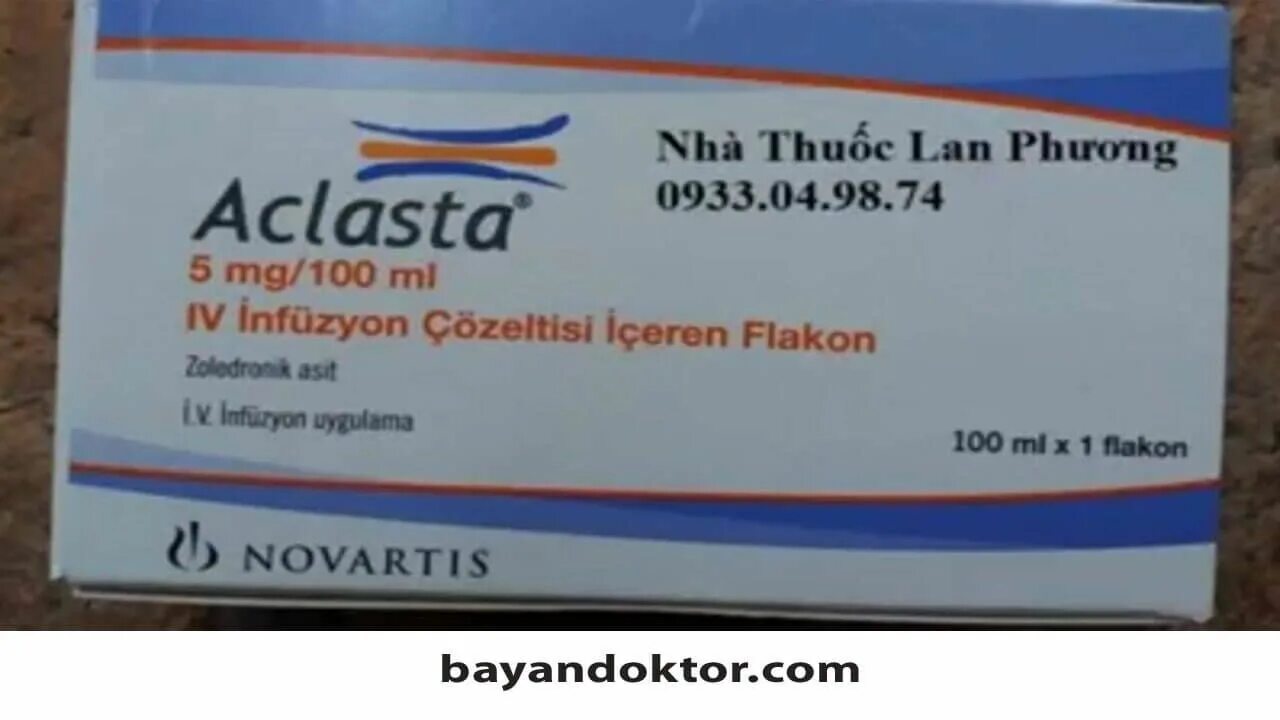 Nhà Thuốc Lan Phương
0933.04.98.74
Aclasta®
5 mg/100 ml
IV İnfüzyon Çözeltisi İçeren Flakon
Zoledronik asit
İ.V. İnfüzyon uygulama
100 ml x 1 flakon
NOVARTIS
bayandoktor.com